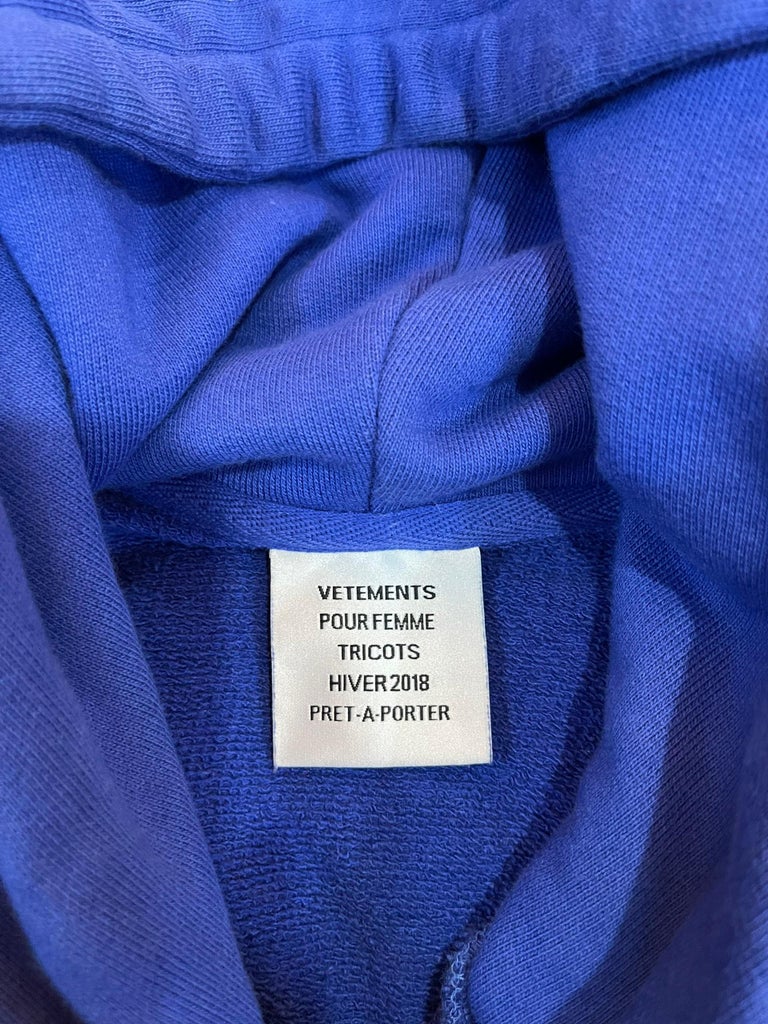 VETEMENTS
POUR FEMME
TRICOTS
HIVER 2018
PRET-A-PORTER